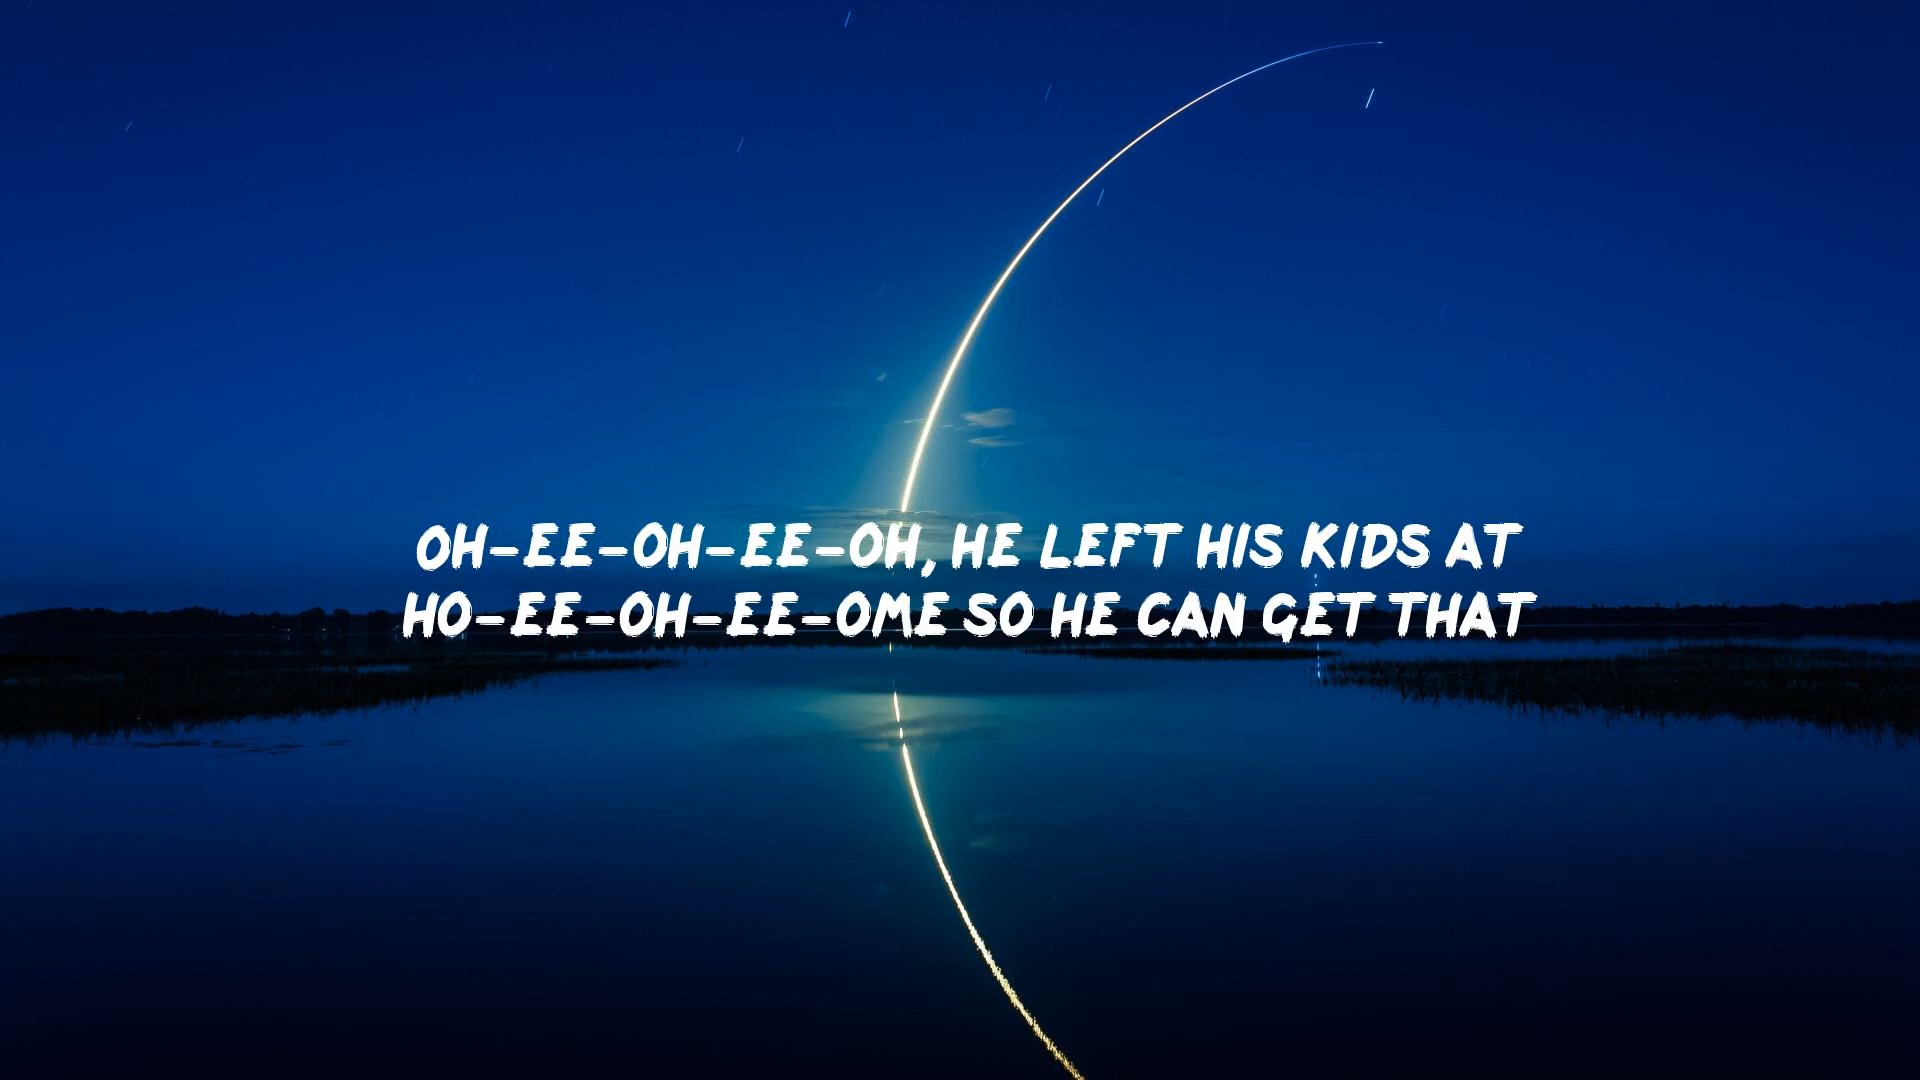 OH-EE-OH-EE-OH, HE LEFT HIS KIDS AT
HO-EE-OH-EE-OME SO HE CAN GET THAT